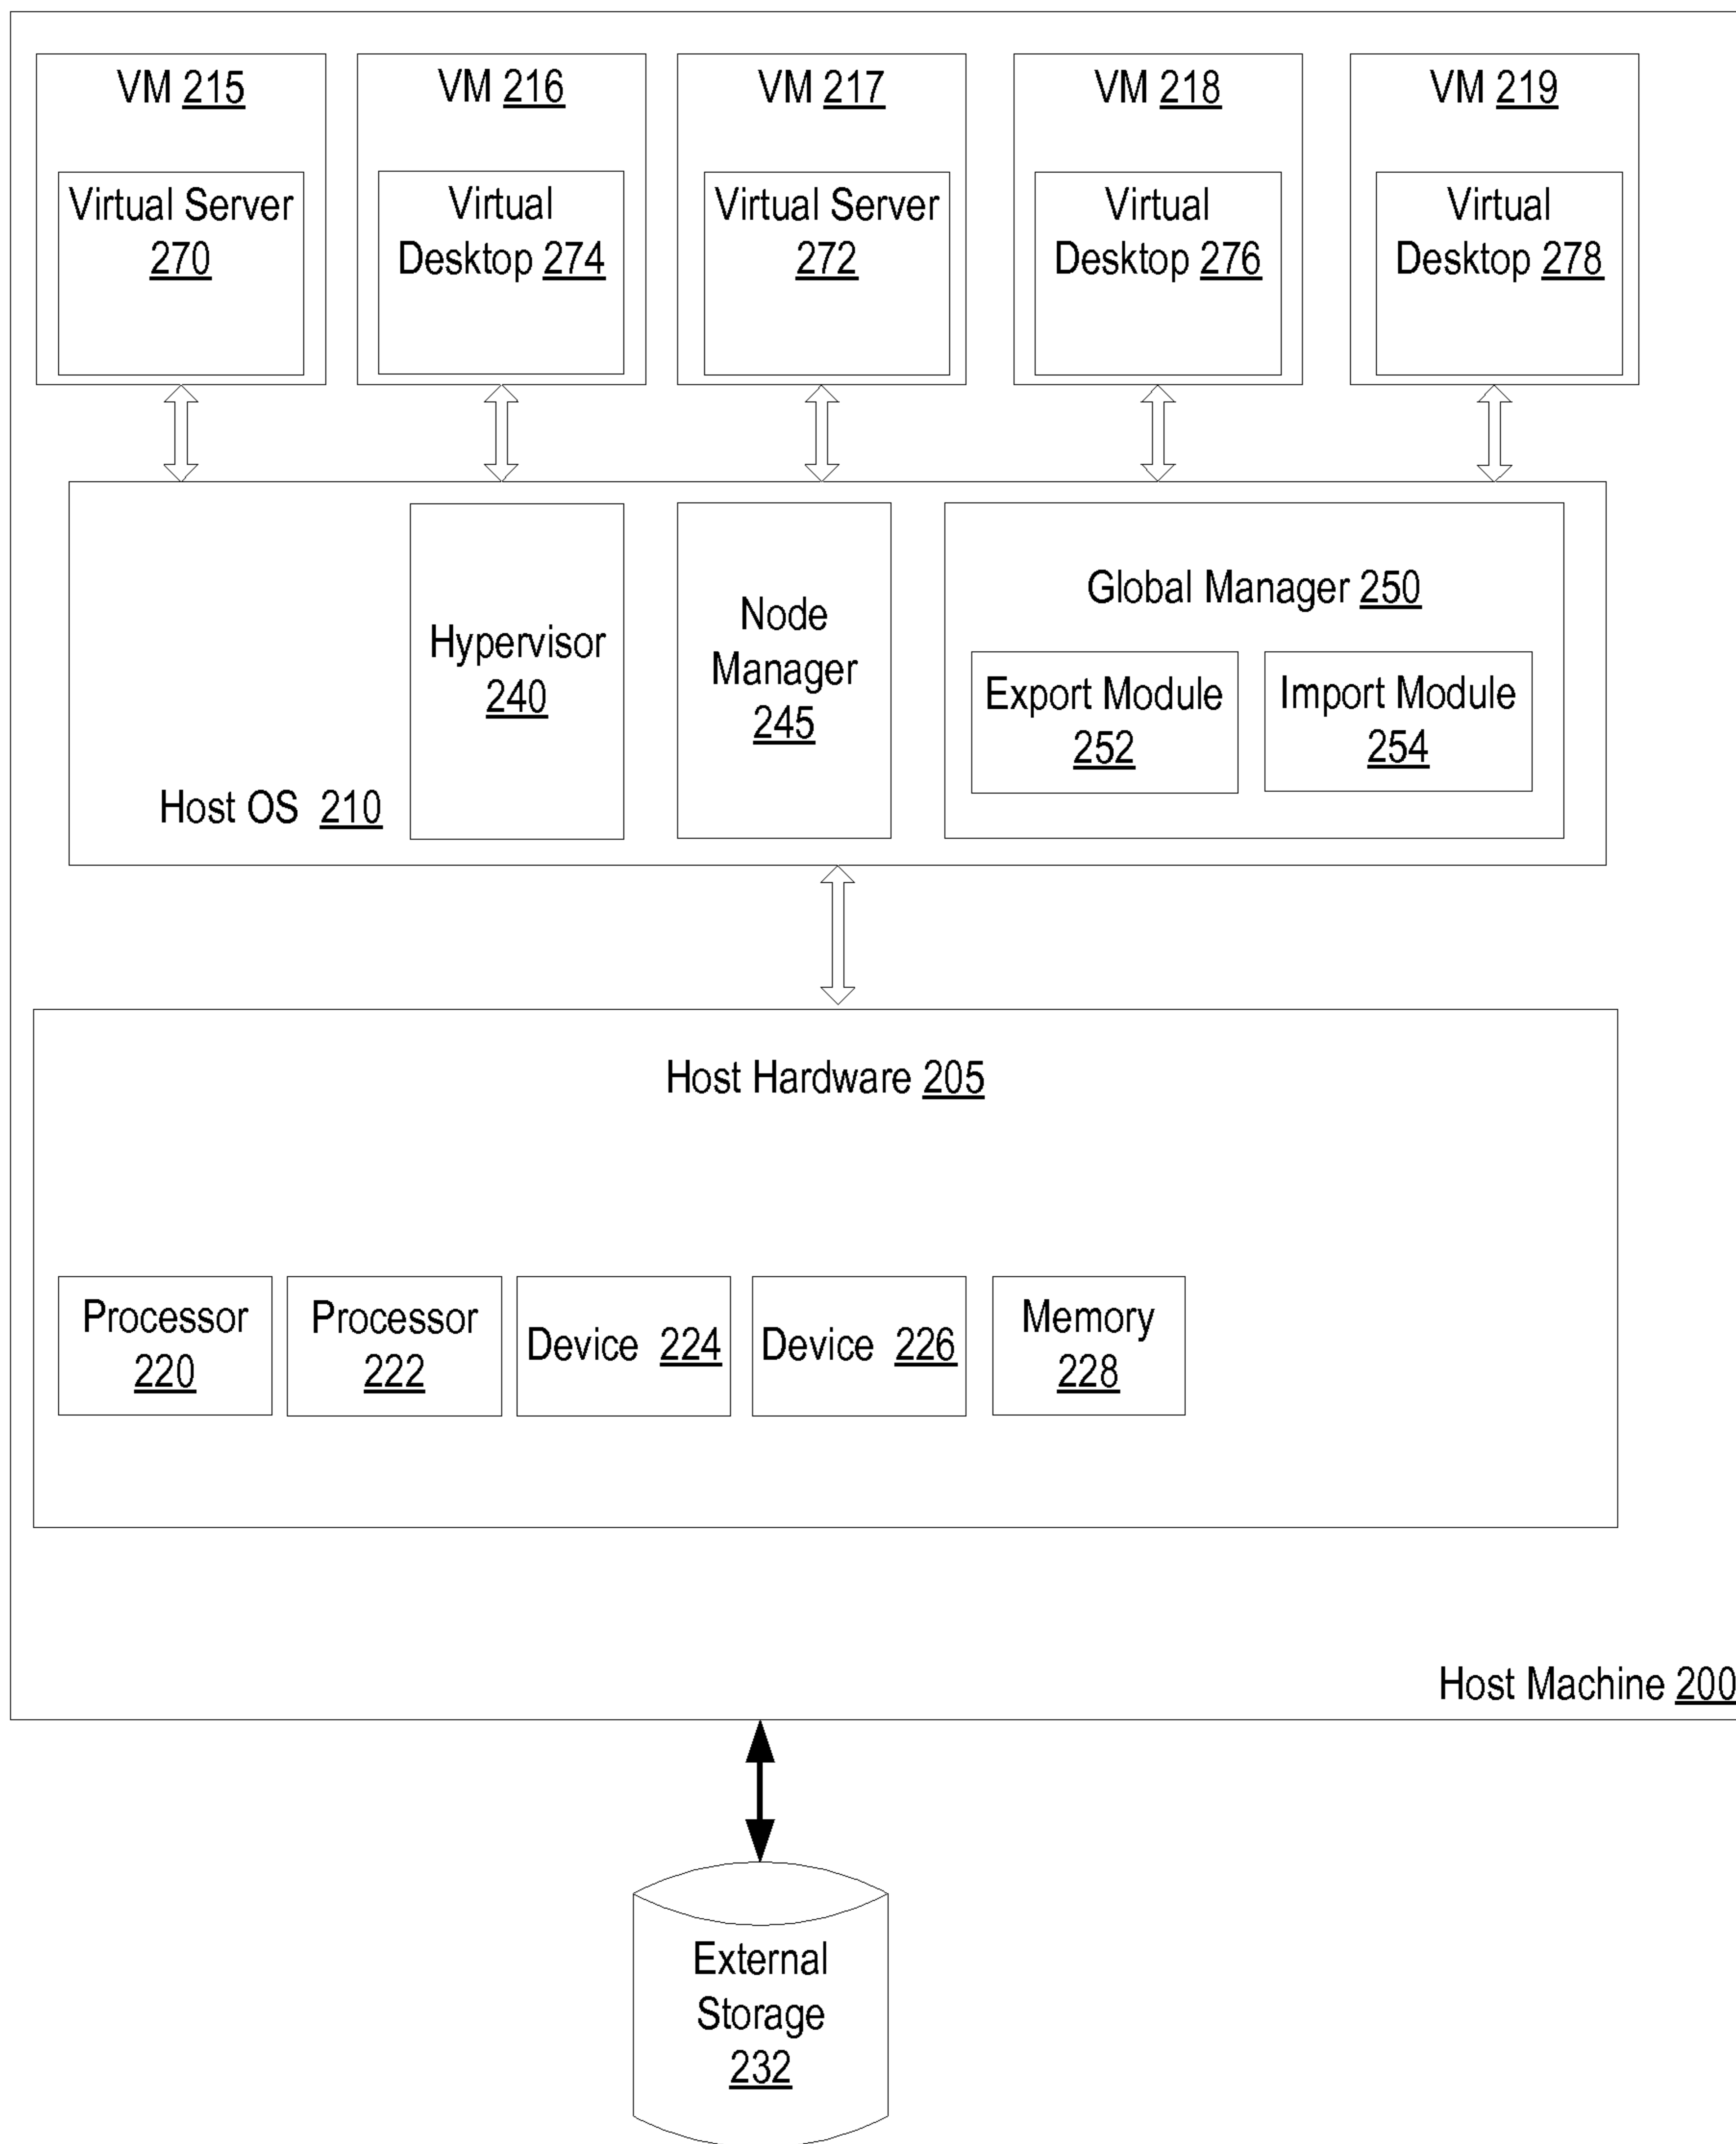 VM 215
VM 216
VM 217
VM 218
VM 219
Virtual Server
270
Virtual
Desktop 274
Virtual Server
272
Virtual
Desktop 276
Virtual
Desktop 278
Host OS 210
Hypervisor
240
Node
Manager
245
Global Manager 250
Export Module
252
Import Module
254
Host Hardware 205
Processor
220
Processor
222
Device 224
Device 226
Memory
228
Host Machine 200
External
Storage
232